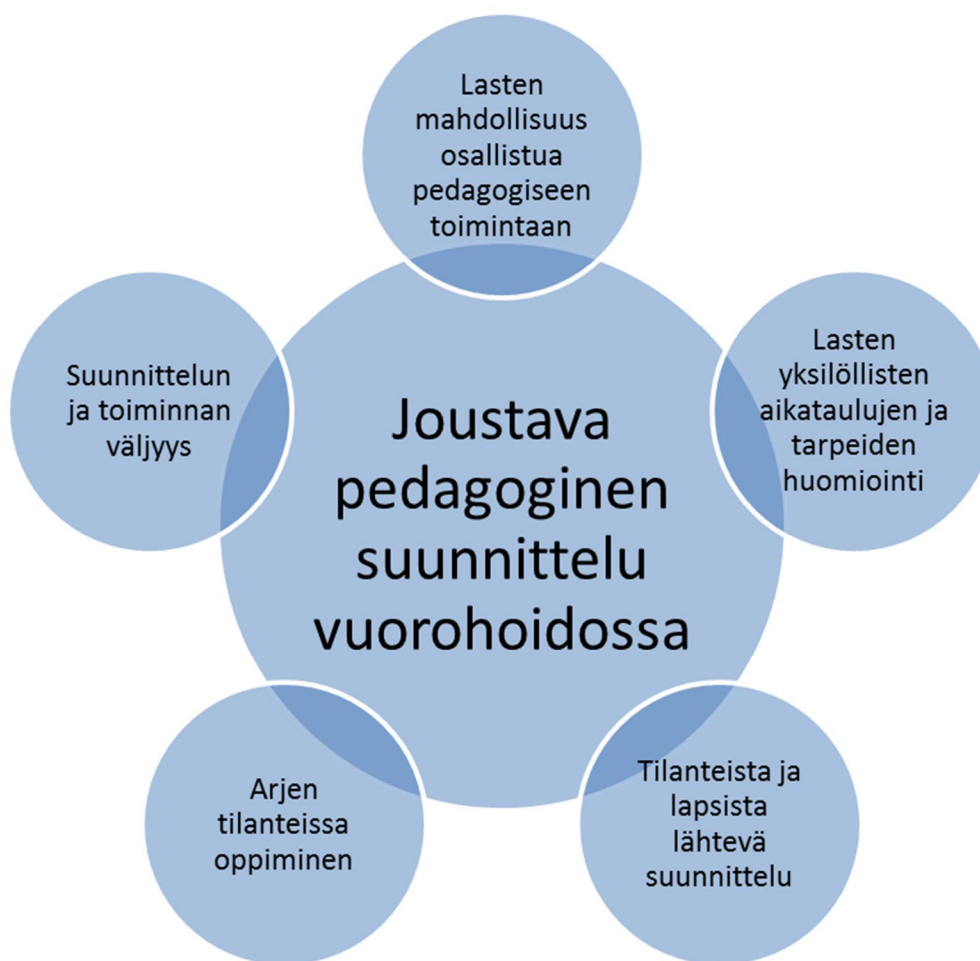 Lasten
mahdollisuus
osallistua
pedagogiseen
toimintaan
Lasten
yksilöllisten
aikataulujen ja
tarpeiden
huomiointi
Tilanteista ja
lapsista
lähtevä
suunnittelu
Arjen
tilanteissa
oppiminen
Suunnittelun
ja toiminnan
väljyys
Joustava
pedagoginen
suunnittelu
vuorohoidossa